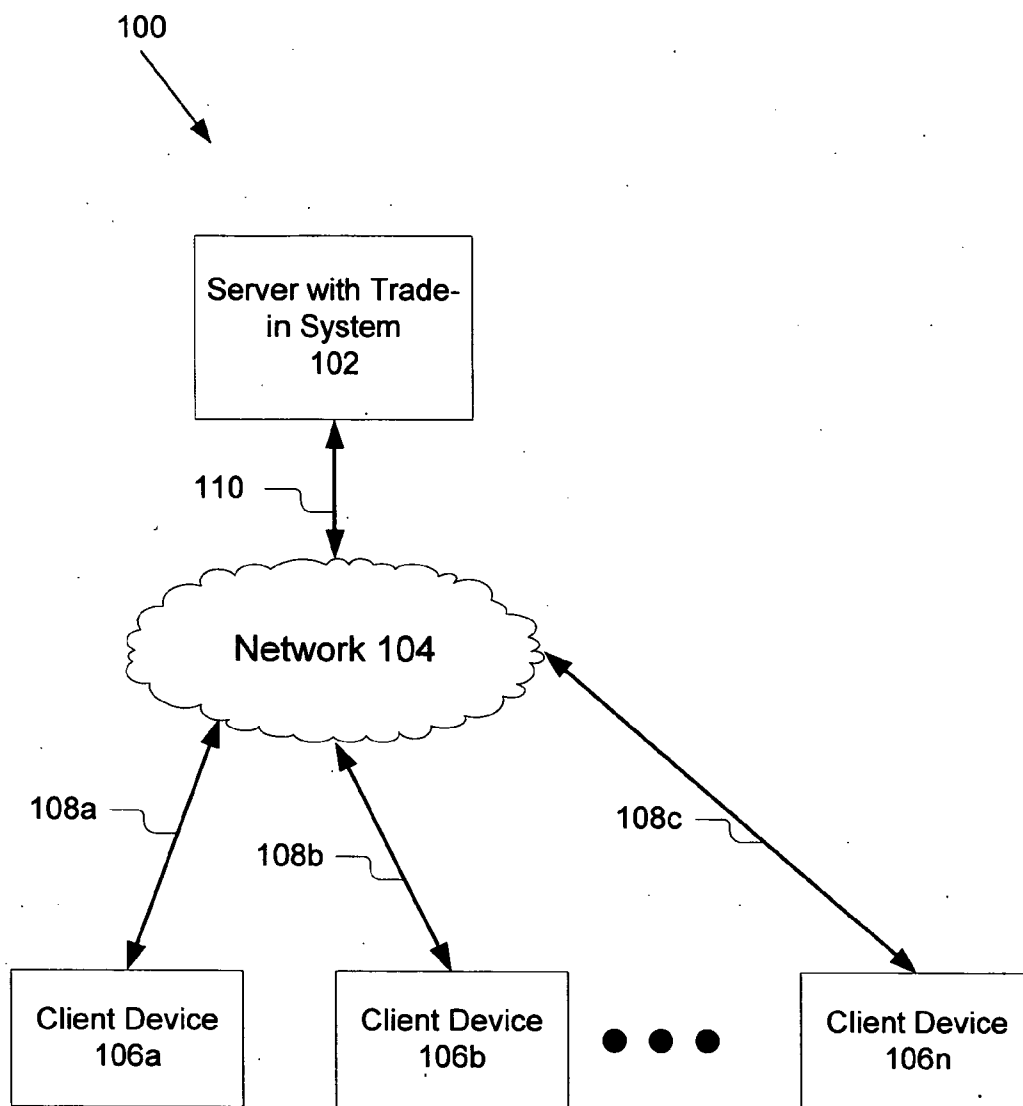 100
Server with Trade-
in System
102
110
Network 104
108a
108b
108c
Client Device
106a
Client Device
106b
Client Device
106n